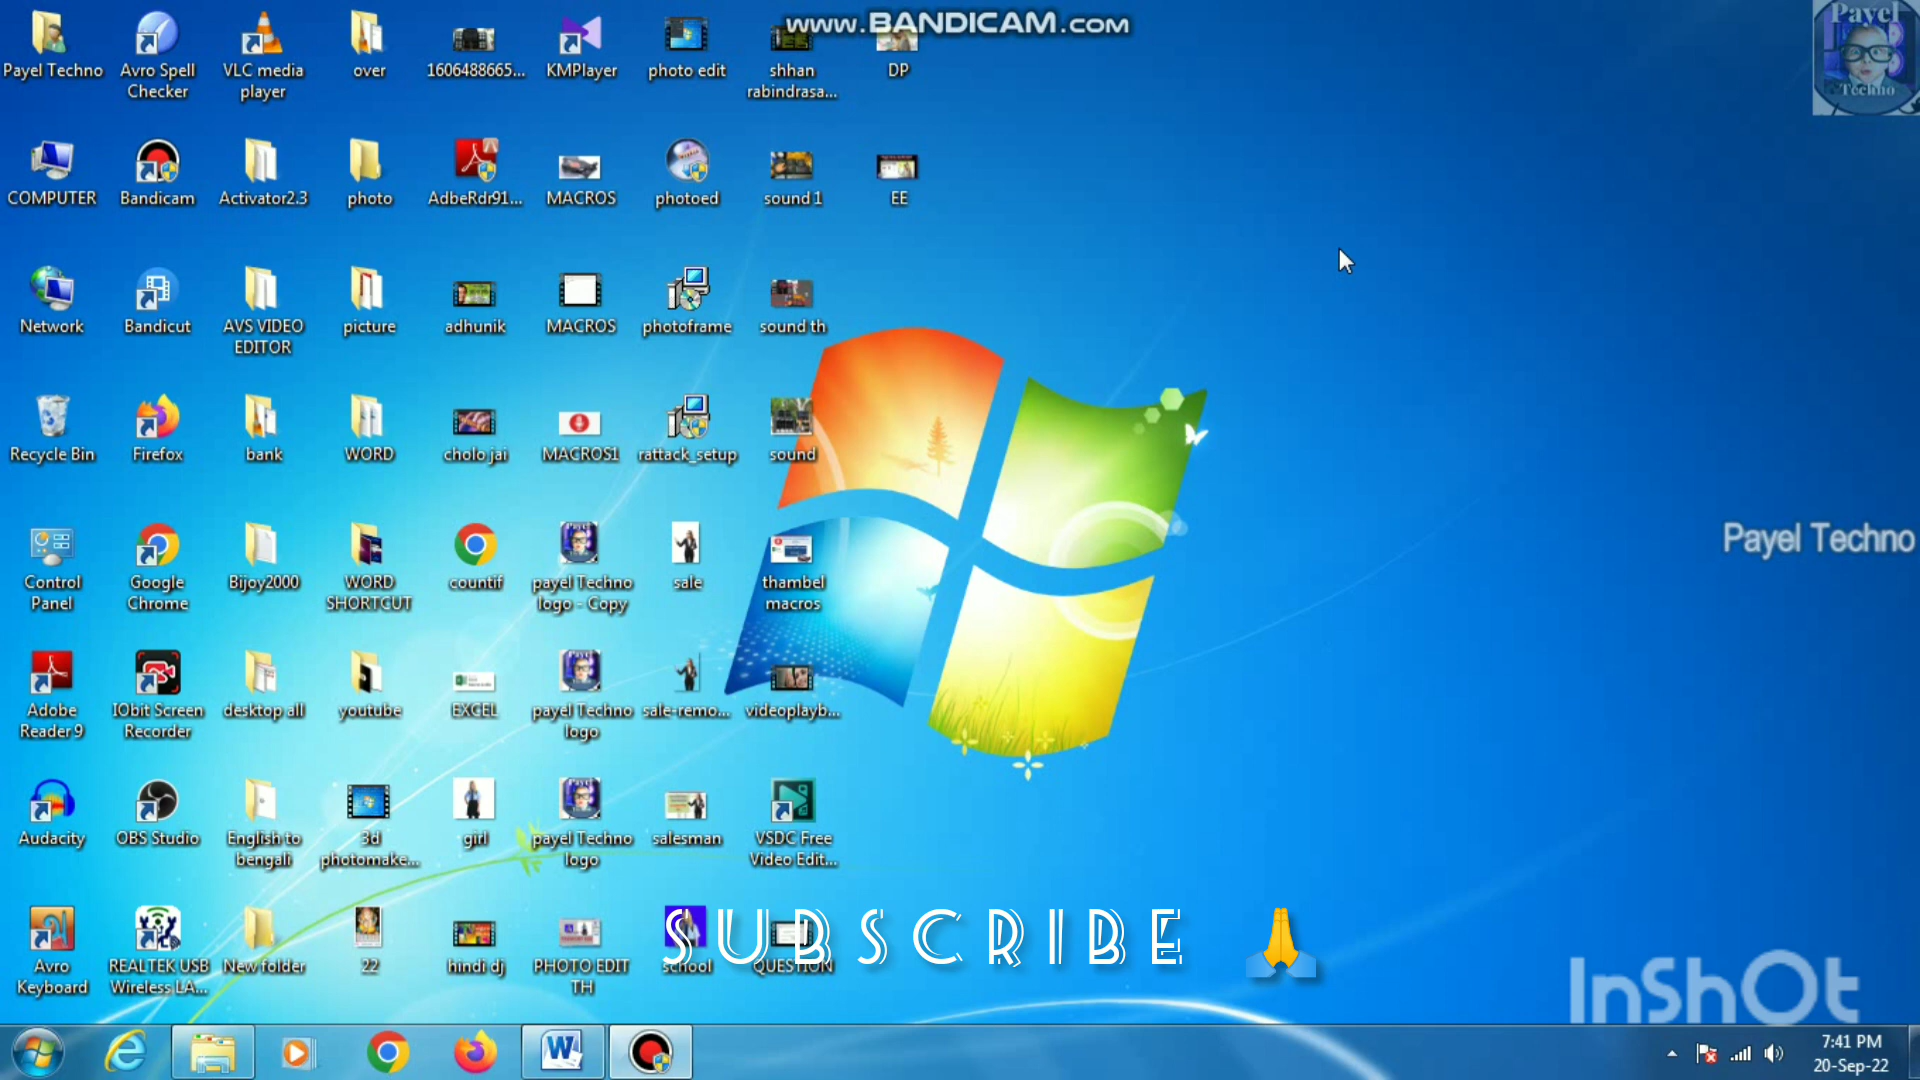 www.BANDICAM.com
Payel
Techno
Payel Techno
Avro Spell
Checker
VLC media
player
over
1606488665...
KMPlayer
photo edit
shhan
rabindrasa...
DP
COMPUTER
Bandicam
Activator2.3
photo
AdbeRdr91...
MACROS
photoed
sound 1
EE
Network
Bandicut
AVS VIDEO
EDITOR
picture
adhunik
MACROS
photoframe
sound th
Recycle Bin
Firefox
bank
WORD
cholo jai
MACROS1
rattack_setup
sound
Control
Panel
Google
Chrome
Bijoy2000
WORD
SHORTCUT
countif
payel Techno
logo - Copy
sale
thambel
macros
Payel Techno
Adobe
Reader 9
IObit Screen
Recorder
desktop all
youtube
EXCEL
payel Techno
logo
sale-remo...
videoplayb...
Audacity
OBS Studio
English to
bengali
3d
photomake...
girl
payel Techno
logo
salesman
VSDC Free
Video Edit...
SUBSCRIBE 🙏
Avro
Keyboard
REALTEK USB
Wireless LA...
New folder
22
hindi dj
PHOTO EDIT
TH
school
QUESTION
InShOt
7:41 PM
20-Sep-22